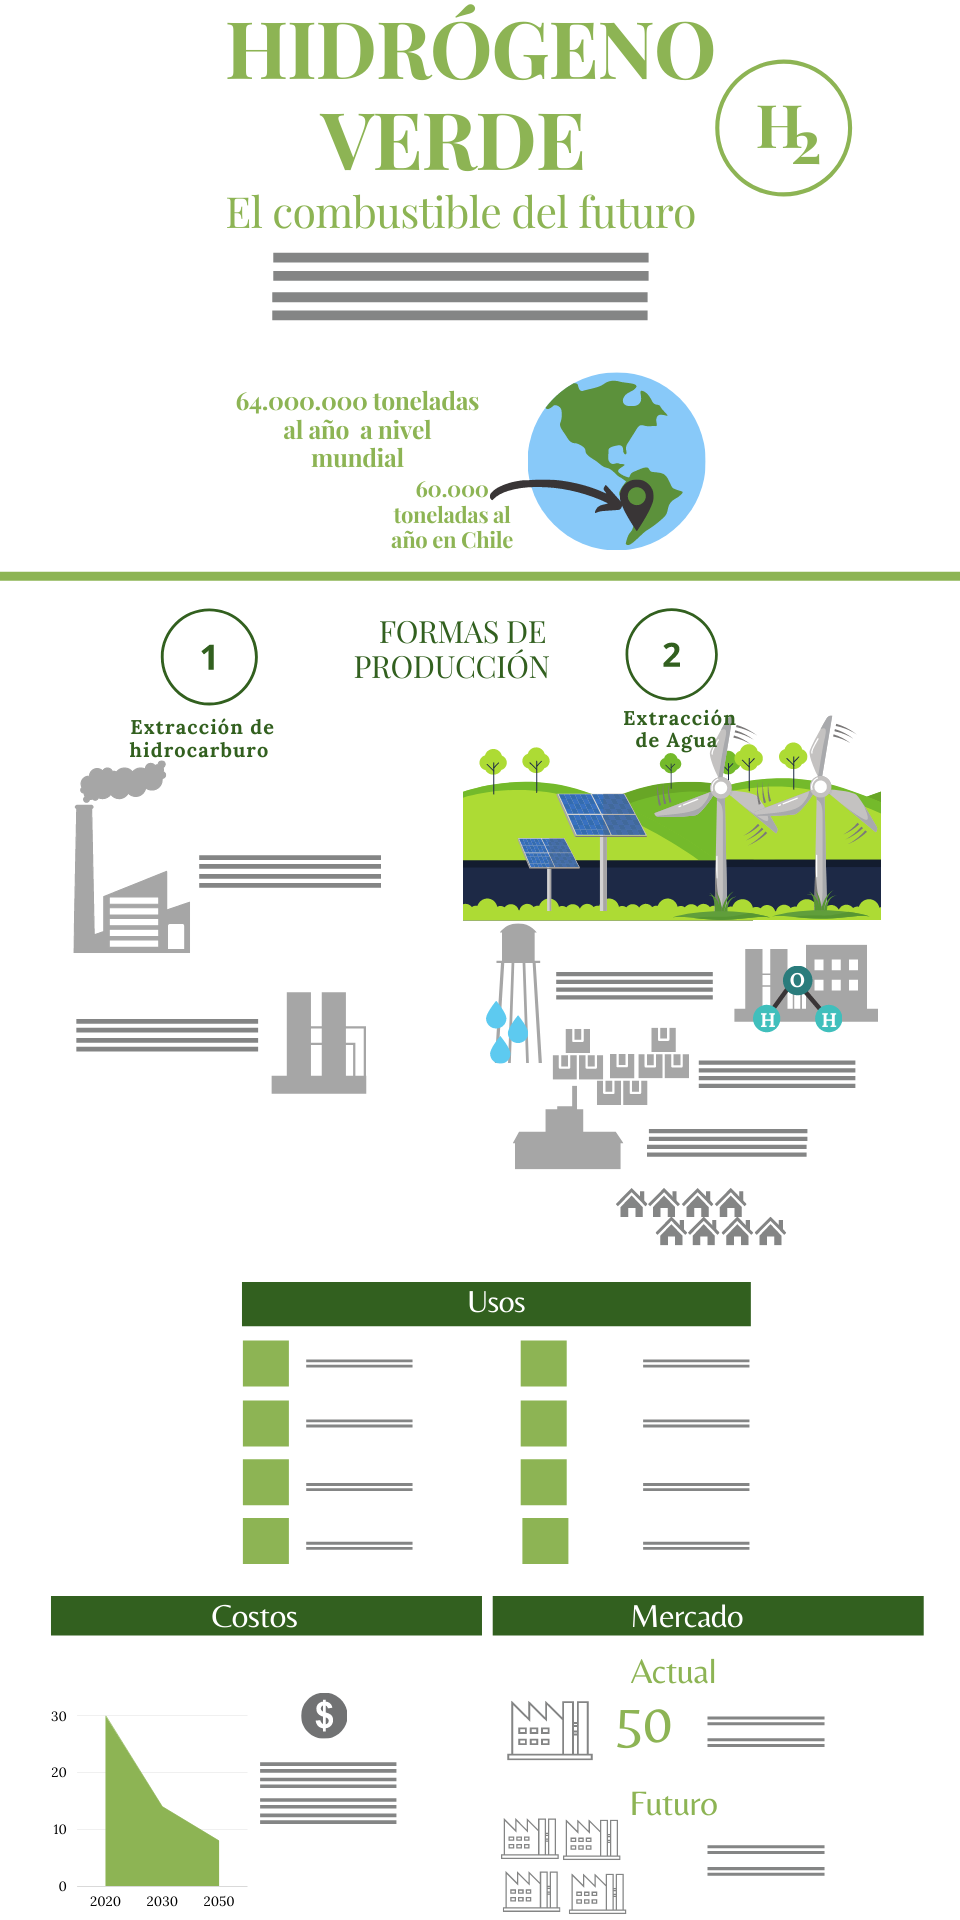 HIDRÓGENO
VERDE
H2
El combustible del futuro
64.000.000 toneladas
al año a nivel
mundial
60.000
toneladas al
año en Chile
1
FORMAS DE
PRODUCCIÓN
2
Extracción de
hidrocarburo
Extracción
de Agua
O
H H
Usos
Costos
Mercado
$
30
20
10
0
2020 2030 2050
Actual
50
Futuro